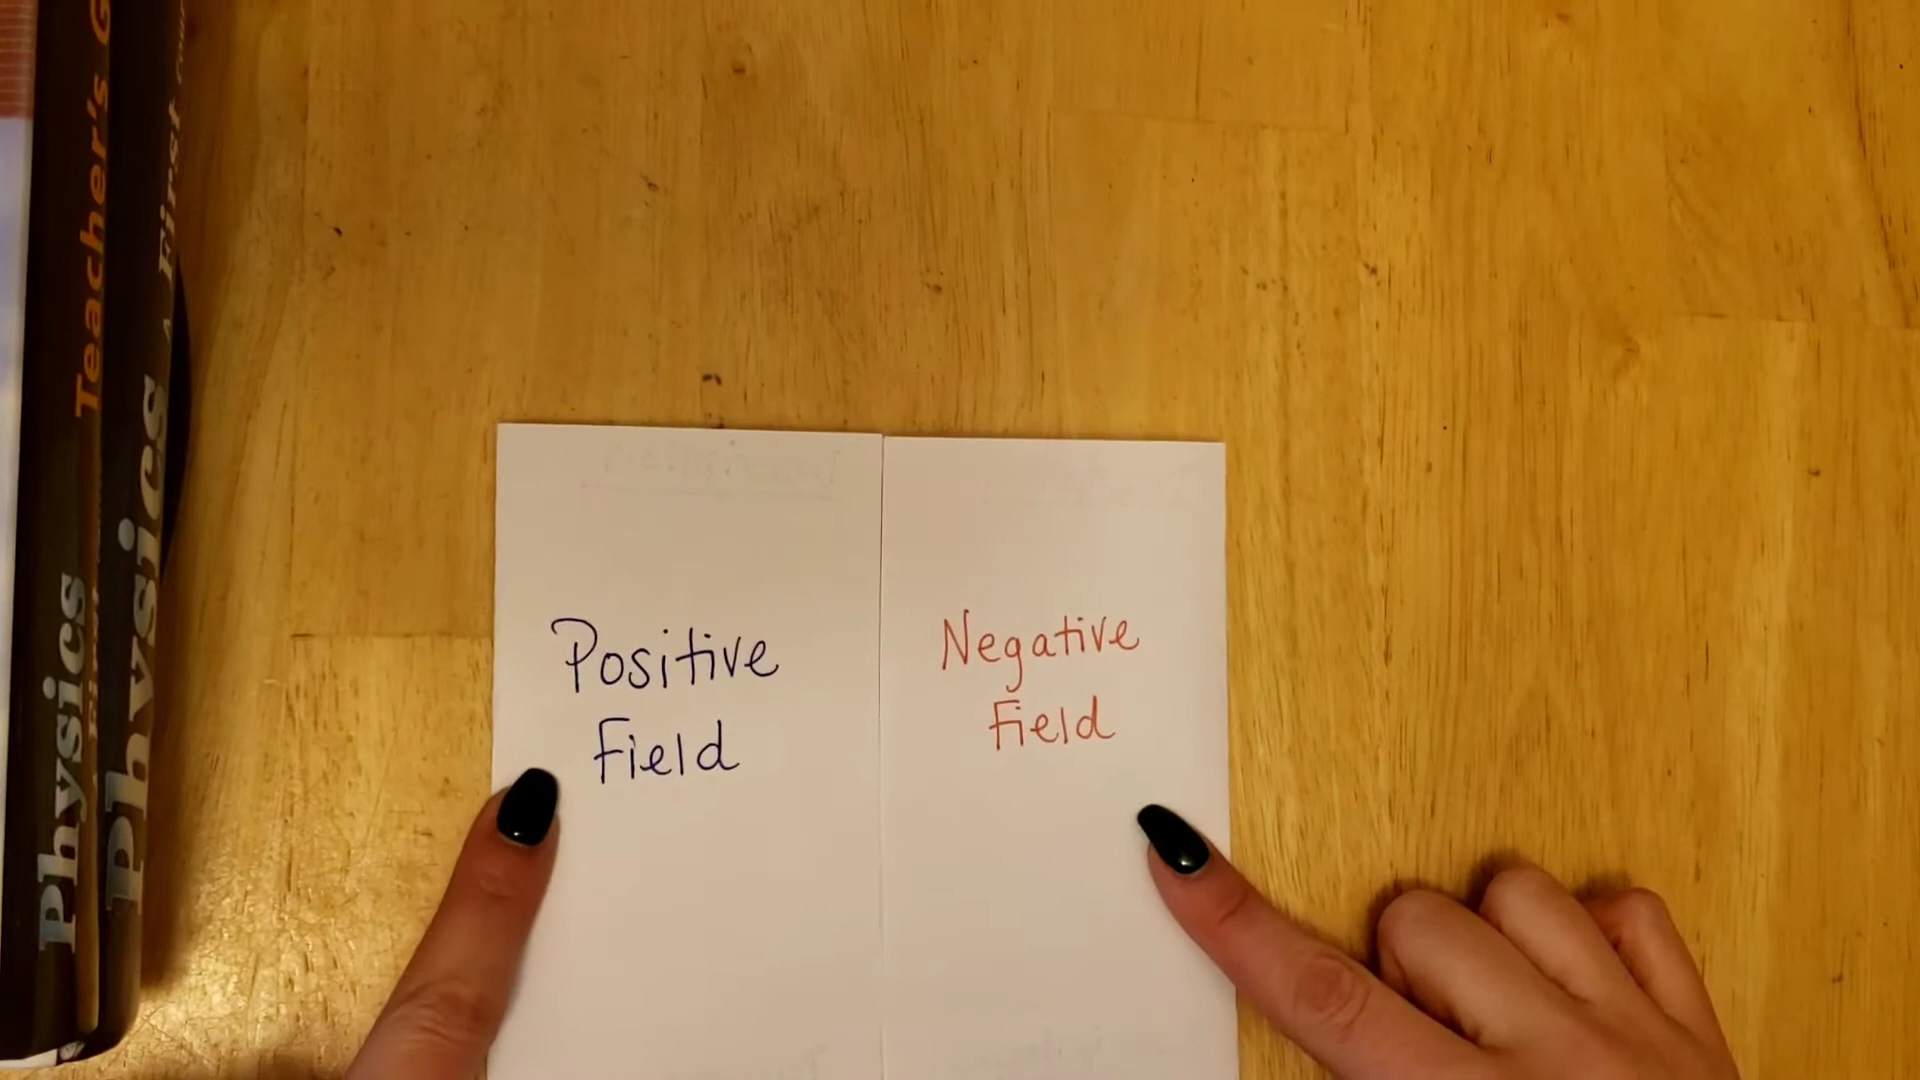 Physics
Teacher's G
Physics
A First
Positive
Field
Negative
Field